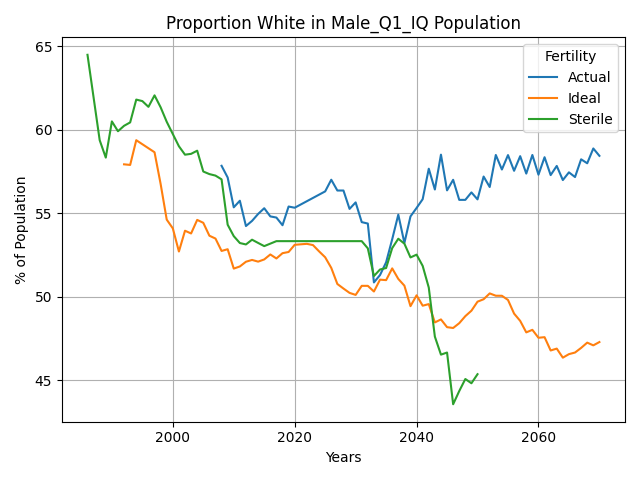 Proportion White in Male_Q1_IQ Population
Fertility
Actual
Ideal
Sterile
% of Population
65
60
55
50
45
2000
2020
2040
2060
Years